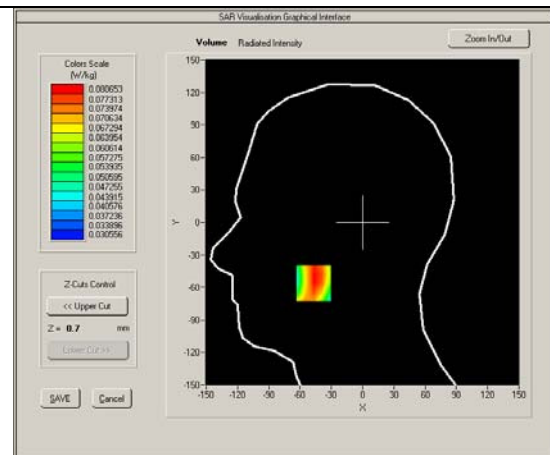 SAR Visualisation Graphical Interface
Volume Radiated Intensity
Zoom In/Out
Colors Scale
(W/kg)
0.080653
0.077313
0.073974
0.070634
0.067294
0.063954
0.060614
0.057275
0.053935
0.050595
0.047255
0.043915
0.040576
0.037236
0.033896
0.030556
Z-Cuts Control
<< Upper Cut
Z = 0.7 mm
Lower Cut >>
SAVE
Cancel
150
120
90
60
30
0
-30
-60
-90
-120
-150
Y
-150 -120 -90 -60 -30 0 30 60 90 120 150
X